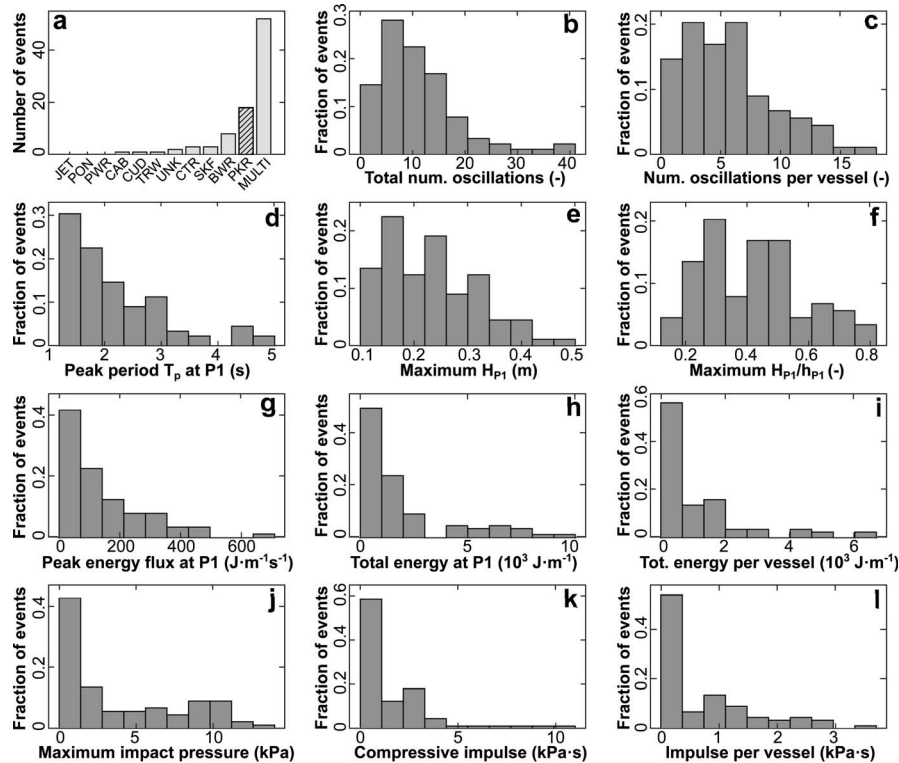 a
Number of events
40
20
0
JET
PON
PWR
CAB
CUD
TRW
UNK
CTR
SKF
BWR
PKR
MULTI
b
Fraction of events
0.3
0.2
0.1
0
0 10 20 30 40
Total num. oscillations (-)
c
Fraction of events
0.2
0.1
0
0 5 10 15
Num. oscillations per vessel (-)
d
Fraction of events
0.3
0.2
0.1
0
1 2 3 4 5
Peak period Tp at P1 (s)
e
Fraction of events
0.2
0.1
0
0.1 0.2 0.3 0.4 0.5
Maximum HP1 (m)
f
Fraction of events
0.2
0.1
0
0.2 0.4 0.6 0.8
Maximum HP1/hP1 (-)
g
Fraction of events
0.4
0.2
0
0 200 400 600
Peak energy flux at P1 (J·m⁻¹s⁻¹)
h
Fraction of events
0.4
0.2
0
0 5 10
Total energy at P1 (10³ J·m⁻¹)
i
Fraction of events
0.6
0.4
0.2
0
0 2 4 6
Tot. energy per vessel (10³ J·m⁻¹)
j
Fraction of events
0.4
0.2
0
0 5 10
Maximum impact pressure (kPa)
k
Fraction of events
0.6
0.4
0.2
0
0 5 10
Compressive impulse (kPa·s)
l
Fraction of events
0.4
0.2
0
0 1 2 3
Impulse per vessel (kPa·s)